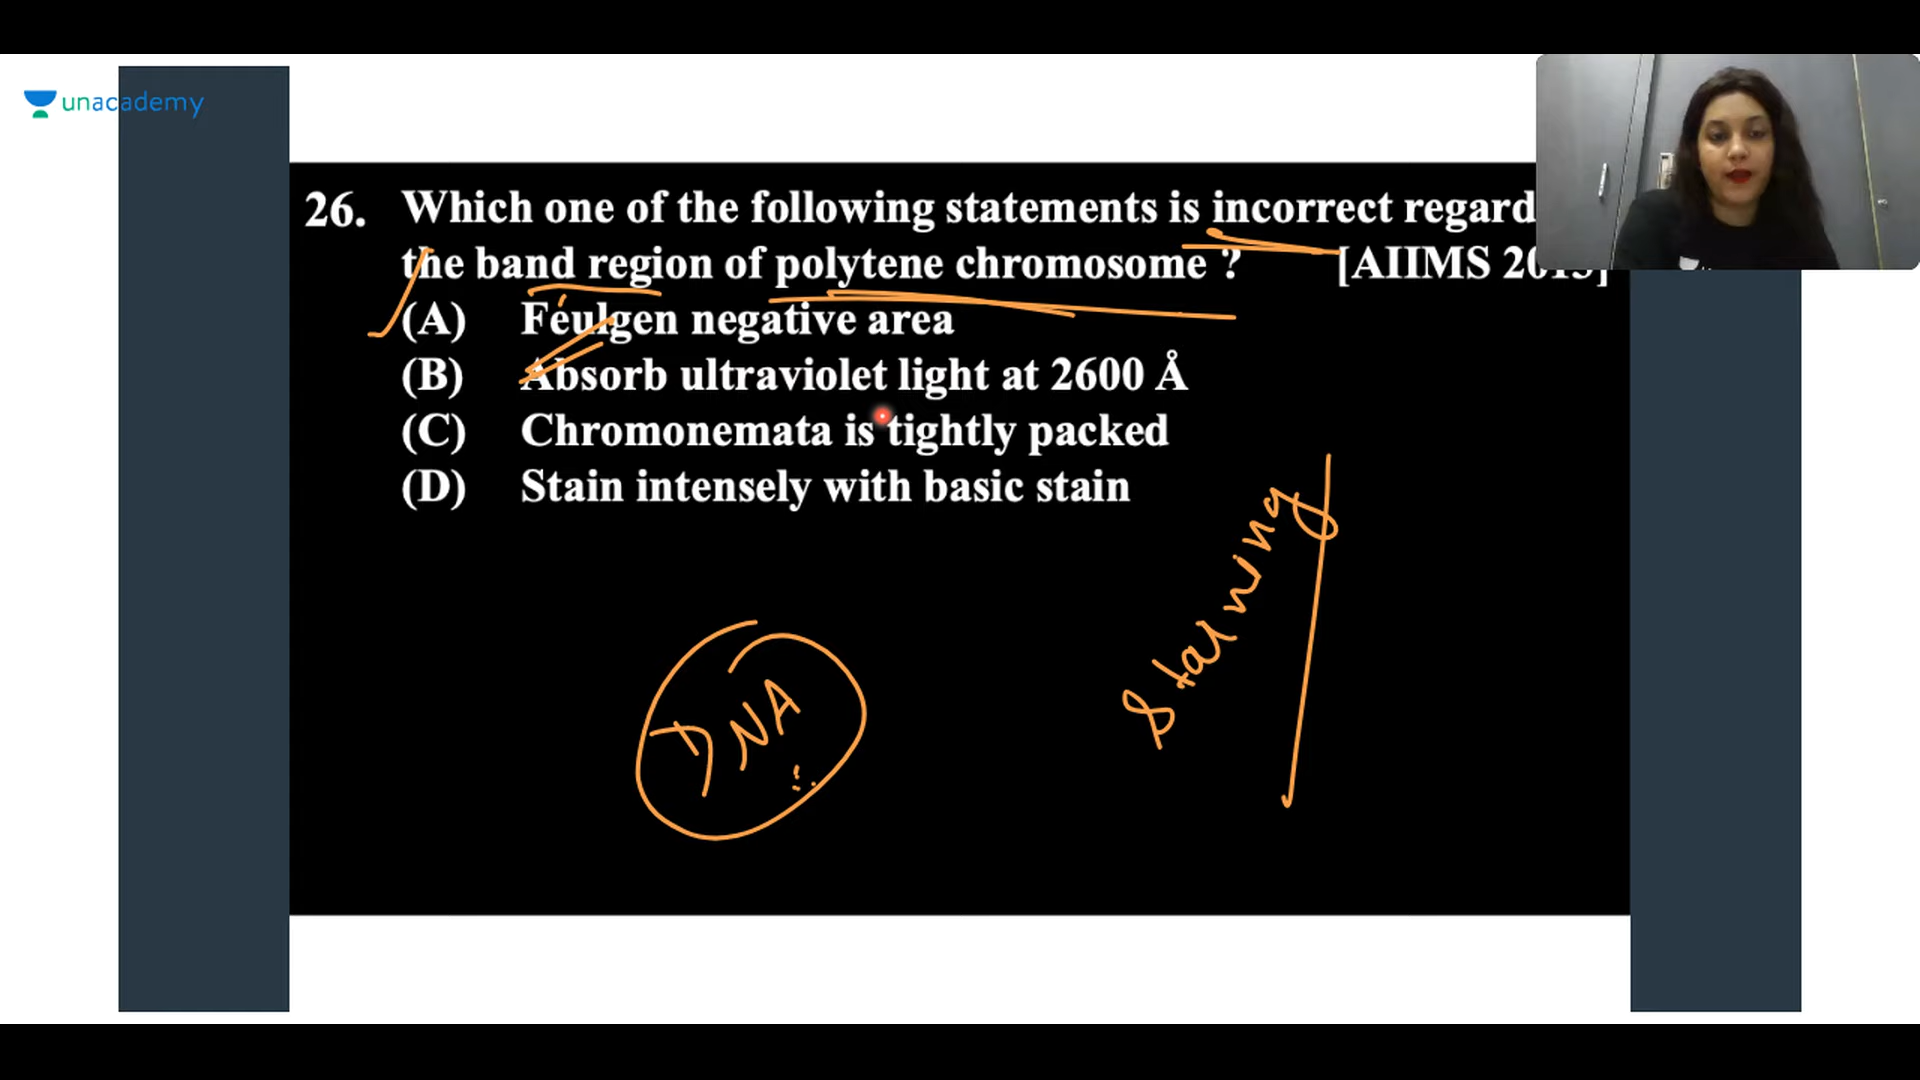 unacademy
26. Which one of the following statements is incorrect regard
the band region of polytene chromosome ? [AIIMS 2013]
(A) Feulgen negative area
(B) Absorb ultraviolet light at 2600 Å
(C) Chromonemata is tightly packed
(D) Stain intensely with basic stain
Staining
DNA